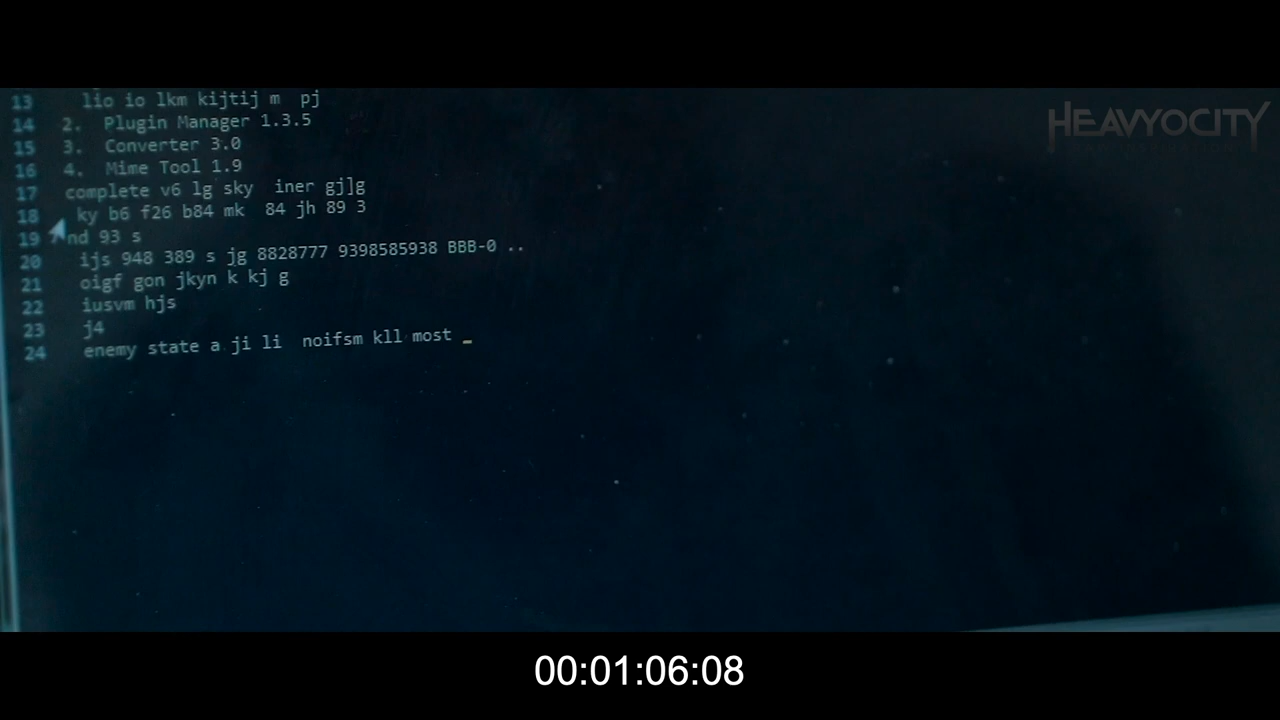 13 lio io lkm kijtij m pj
14 2. Plugin Manager 1.3.5
15 3. Converter 3.0
16 4. Mime Tool 1.9
17 complete v6 lg sky iner gj]g
18 ky b6 f26 b84 mk 84 jh 89 3
19 nd 93 s
20 ijs 948 389 s jg 8828777 9398585938 BBB-0 ..
21 oigf gon jkyn k kj g
22 iusvm hjs
23 j4
24 enemy state a ji li noifsm kll most _
HEAVYOCITY
00:01:06:08